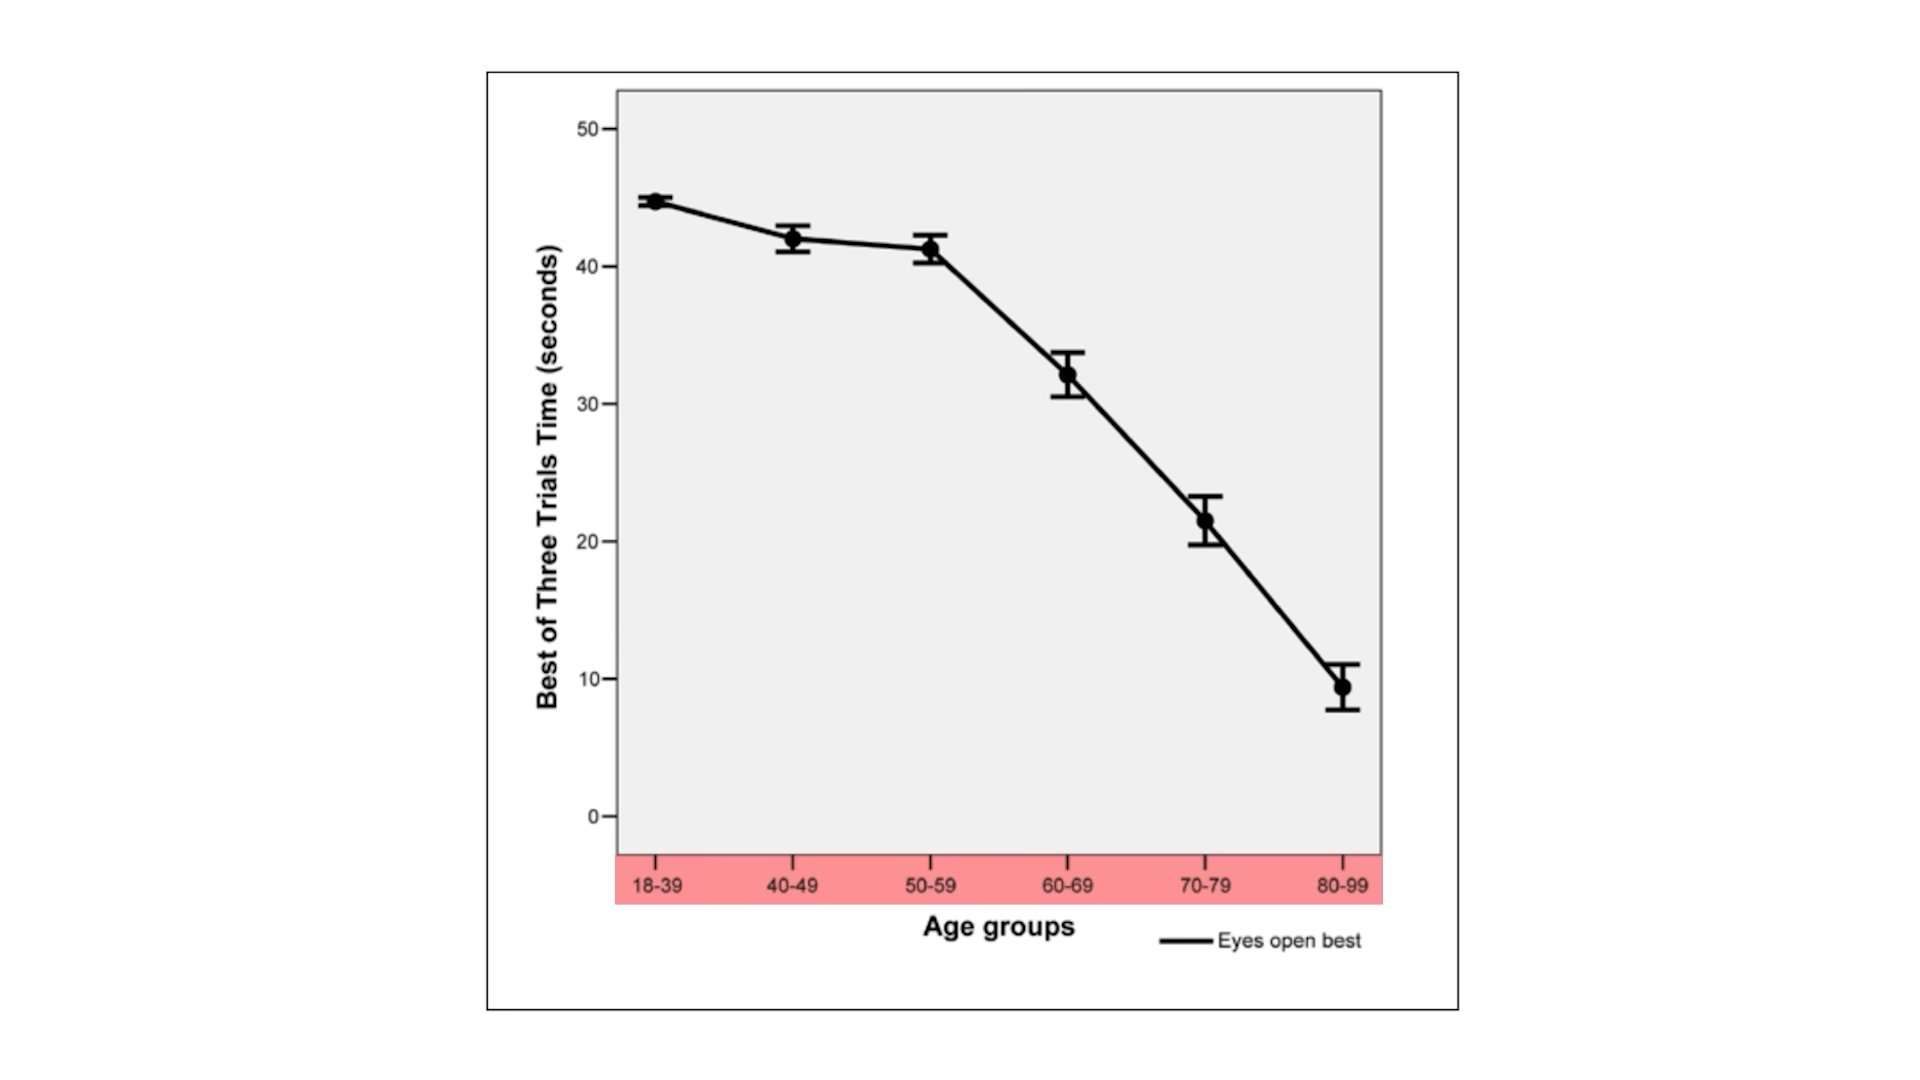 Best of Three Trials Time (seconds)
50
40
30
20
10
0
18-39 40-49 50-59 60-69 70-79 80-99
Age groups
Eyes open best